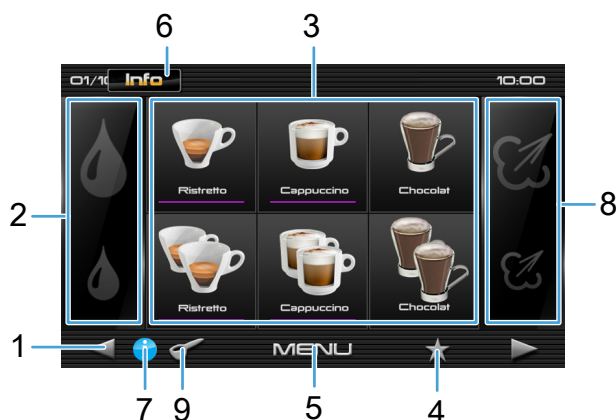 6 3
01/10 Info 10:00
2 8
Ristretto Cappuccino Chocolat
Ristretto Cappuccino Chocolat
1 MENU
7 9 5 4